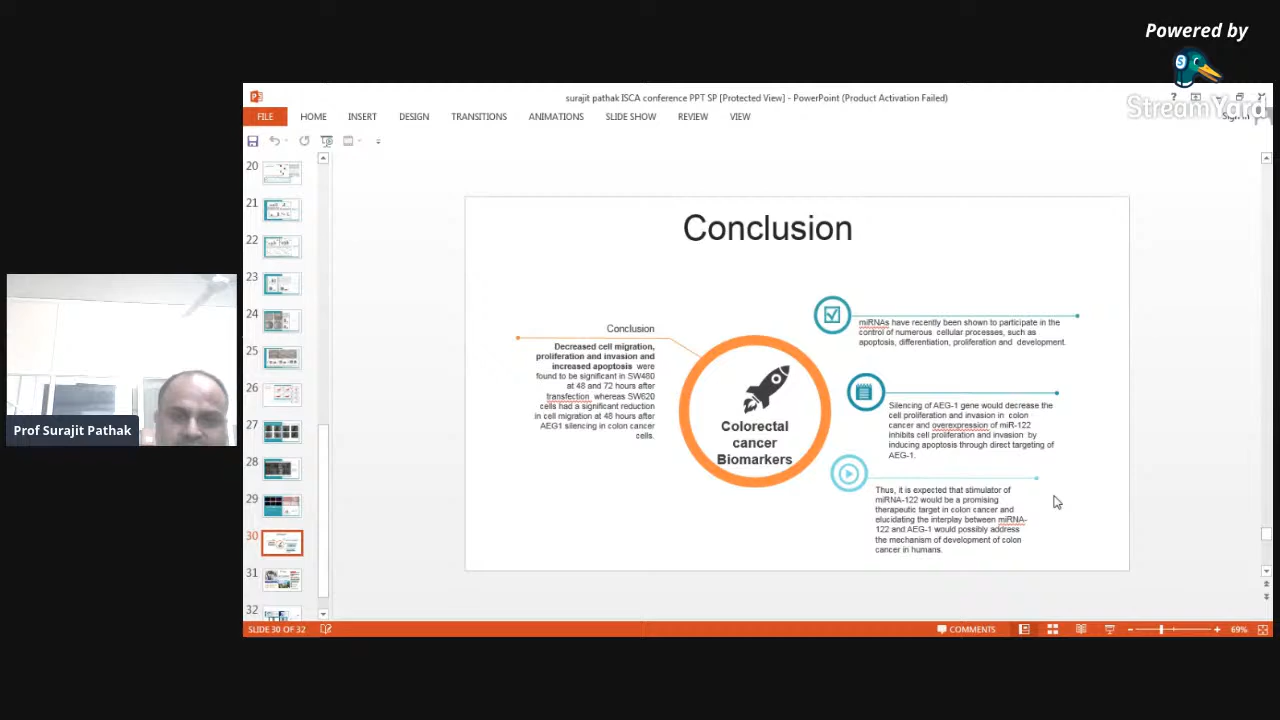 Powered by
StreamYard
surajit pathak ISCA conference PPT SP [Protected View] - PowerPoint (Product Activation Failed)
FILE HOME INSERT DESIGN TRANSITIONS ANIMATIONS SLIDE SHOW REVIEW VIEW
Sign in
20
21
22
23
24
25
26
27
28
29
30
31
32
Conclusion
Conclusion
Decreased cell migration,
proliferation and invasion and
increased apoptosis were
found to be significant in SW480
at 48 and 72 hours after
transfection whereas SW620
cells had a significant reduction
in cell migration at 48 hours after
AEG1 silencing in colon cancer
cells.
Colorectal
cancer
Biomarkers
miRNAs have recently been shown to participate in the
control of numerous cellular processes, such as
apoptosis, differentiation, proliferation and development.
Silencing of AEG-1 gene would decrease the
cell proliferation and invasion in colon
cancer and overexpression of miR-122
inhibits cell proliferation and invasion by
inducing apoptosis through direct targeting of
AEG-1.
Thus, it is expected that stimulator of
miRNA-122 would be a promising
therapeutic target in colon cancer and
elucidating the interplay between miRNA-
122 and AEG-1 would possibly address
the mechanism of development of colon
cancer in humans.
Prof Surajit Pathak
SLIDE 30 OF 32
COMMENTS
69%